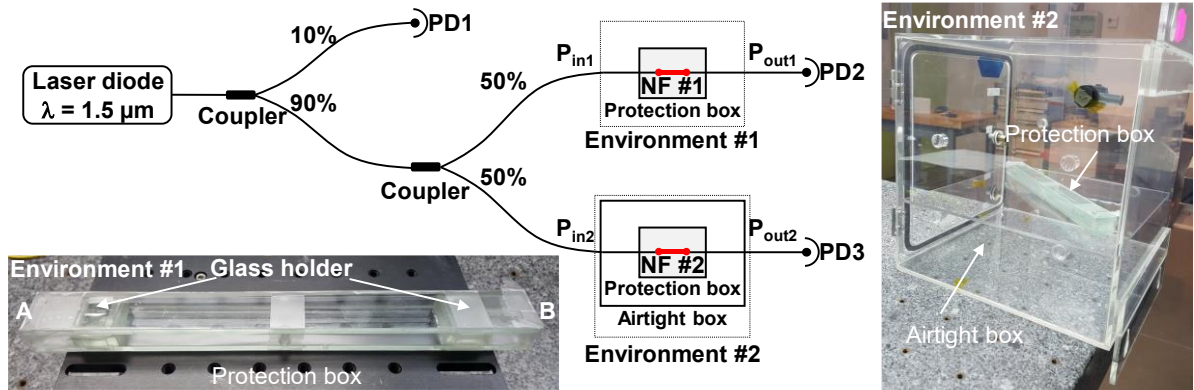 Laser diode
λ = 1.5 µm
Coupler
10%
PD1
90%
Coupler
50%
50%
P_in1
NF #1
Protection box
Environment #1
P_out1
PD2
P_in2
NF #2
Protection box
Airtight box
Environment #2
P_out2
PD3
Environment #1
Glass holder
A
B
Protection box
Environment #2
Protection box
Airtight box